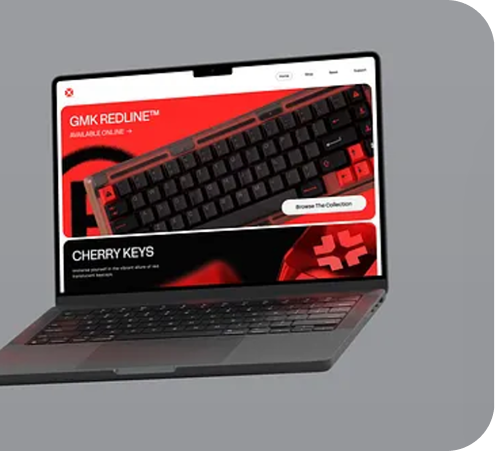 Home
Shop
News
Support
GMK REDLINE™
AVAILABLE ONLINE →
Browse The Collection
CHERRY KEYS
Immerse yourself in the vibrant allure of red
translucent keycaps.